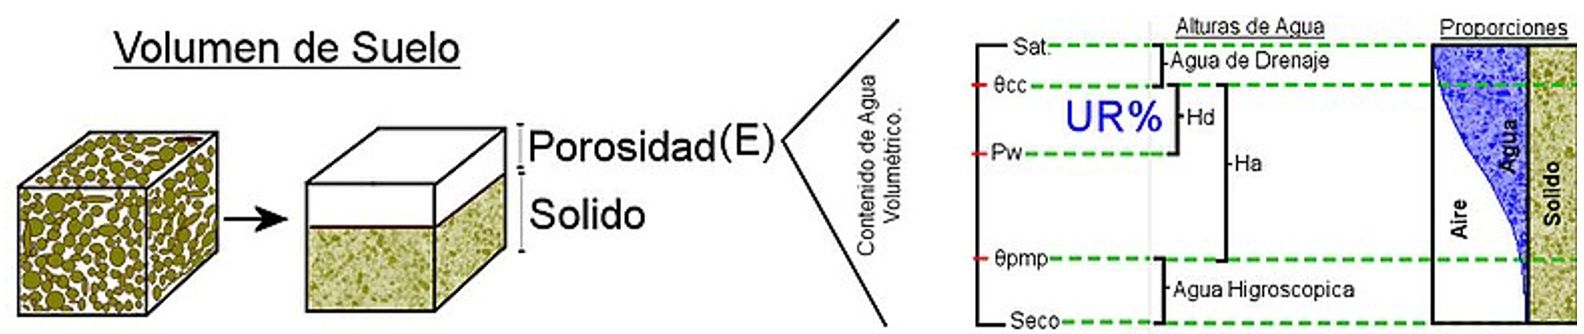 Volumen de Suelo
Porosidad(E)
Solido
Contenido de Agua
Volumétrico.
Alturas de Agua
Proporciones
Sat.
Agua de Drenaje
θcc
UR%
Hd
Pw
Ha
θpmp
Agua Higroscopica
Seco
Aire
Agua
Solido